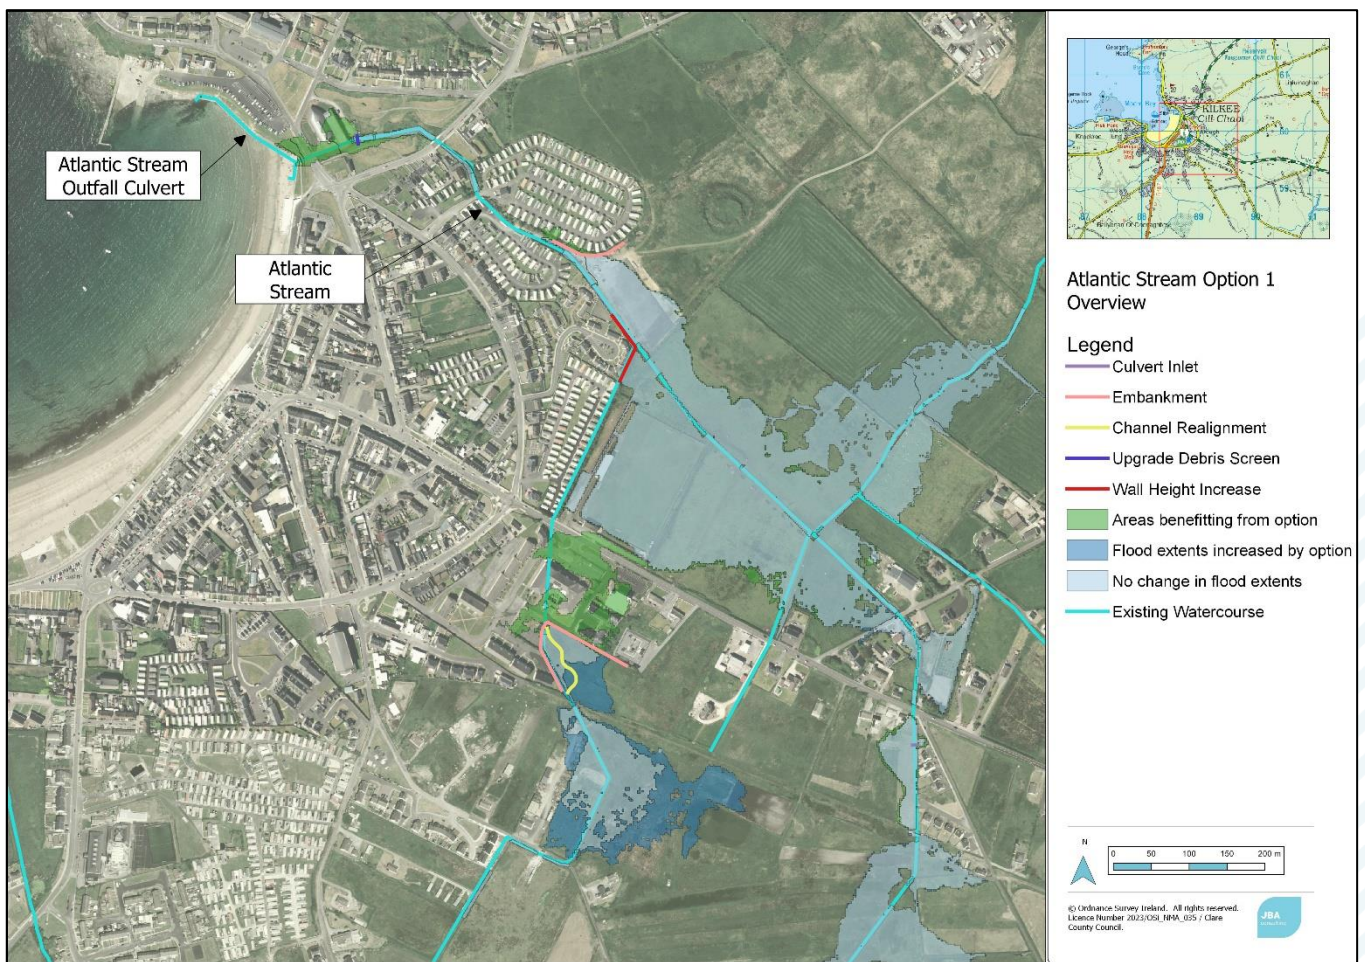 Atlantic Stream
Outfall Culvert
Atlantic
Stream
KILKEE
Cill Chaoi
Atlantic Stream Option 1
Overview
Legend
Culvert Inlet
Embankment
Channel Realignment
Upgrade Debris Screen
Wall Height Increase
Areas benefitting from option
Flood extents increased by option
No change in flood extents
Existing Watercourse
N
0 50 100 150 200 m
© Ordnance Survey Ireland. All rights reserved.
Licence Number 2023/OSI_NMA_035 / Clare
County Council.
JBA
consulting